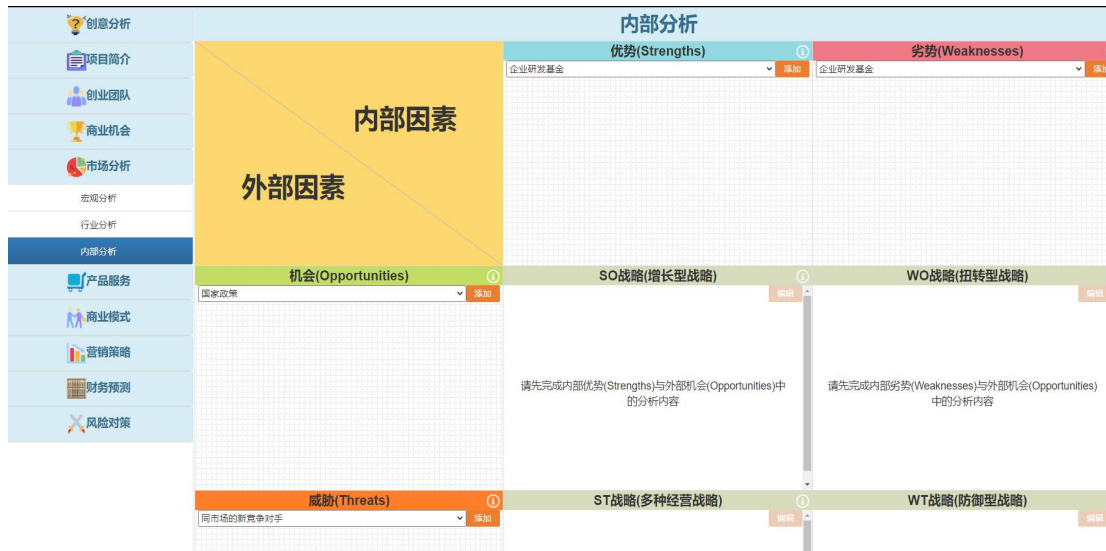 创意分析
项目简介
创业团队
商业机会
市场分析
宏观分析
行业分析
内部分析
产品服务
商业模式
营销策略
财务预测
风险对策
内部分析
内部因素
外部因素
优势(Strengths)
企业研发基金
添加
劣势(Weaknesses)
企业研发基金
添加
机会(Opportunities)
国家政策
添加
SO战略(增长型战略)
编辑
请先完成内部优势(Strengths)与外部机会(Opportunities)中
的分析内容
WO战略(扭转型战略)
编辑
请先完成内部劣势(Weaknesses)与外部机会(Opportunities)
中的分析内容
威胁(Threats)
同市场的新竞争对手
添加
ST战略(多种经营战略)
编辑
WT战略(防御型战略)
编辑